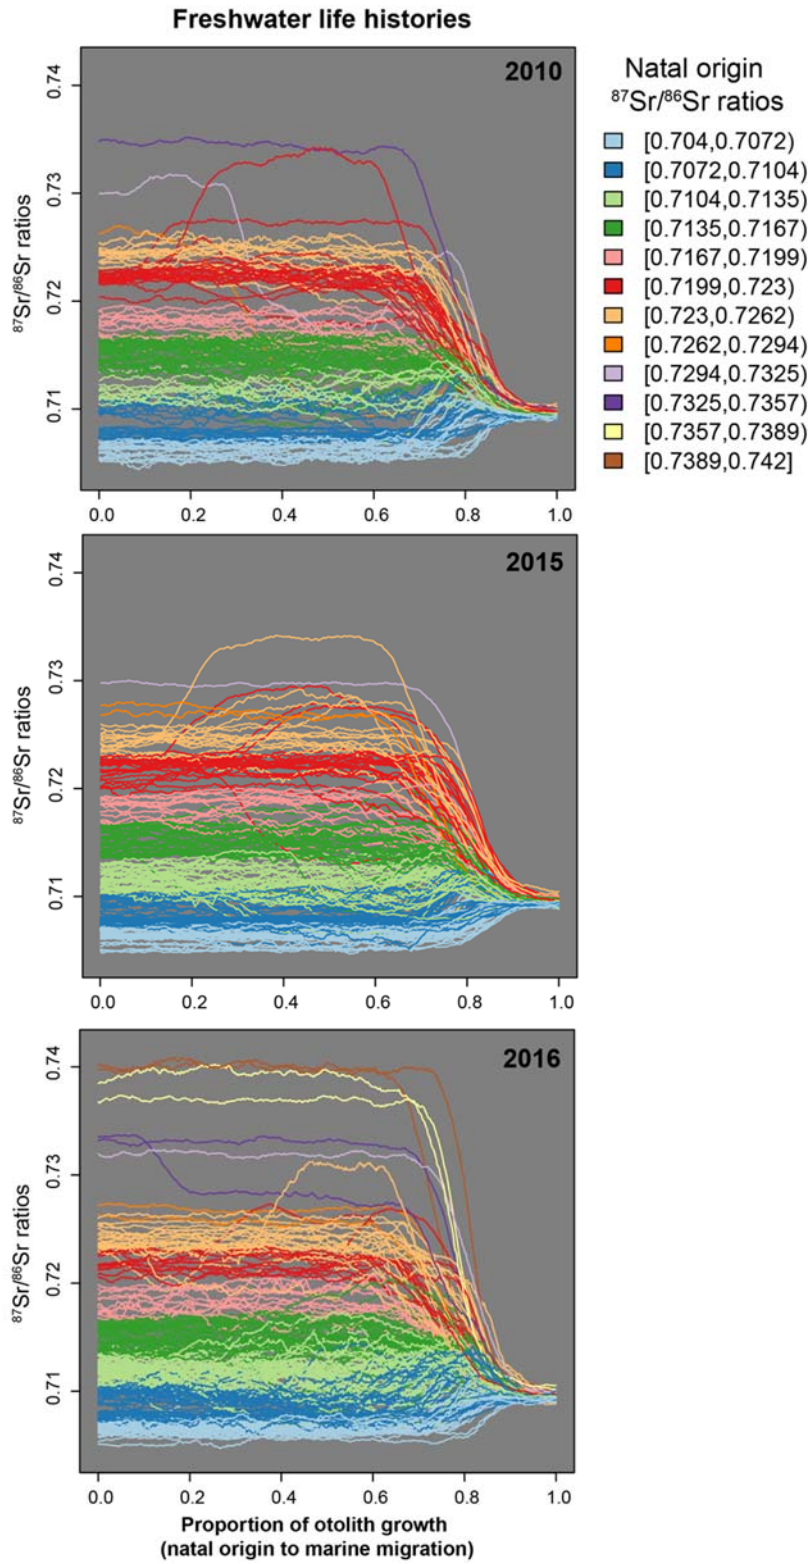 Freshwater life histories
2010
0.74
0.73
0.72
0.71
⁸⁷Sr/⁸⁶Sr ratios
0.0 0.2 0.4 0.6 0.8 1.0
Natal origin
⁸⁷Sr/⁸⁶Sr ratios
[0.704,0.7072)
[0.7072,0.7104)
[0.7104,0.7135)
[0.7135,0.7167)
[0.7167,0.7199)
[0.7199,0.723)
[0.723,0.7262)
[0.7262,0.7294)
[0.7294,0.7325)
[0.7325,0.7357)
[0.7357,0.7389)
[0.7389,0.742]
2015
0.74
0.73
0.72
0.71
⁸⁷Sr/⁸⁶Sr ratios
0.0 0.2 0.4 0.6 0.8 1.0
2016
0.74
0.73
0.72
0.71
⁸⁷Sr/⁸⁶Sr ratios
0.0 0.2 0.4 0.6 0.8 1.0
Proportion of otolith growth
(natal origin to marine migration)